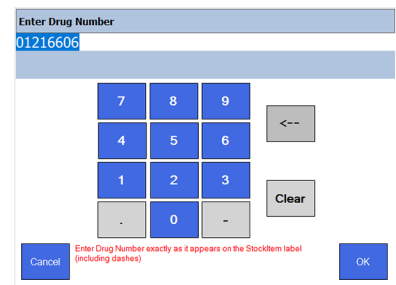 Enter Drug Number
01216606
7 8 9
<--
4 5 6
1 2 3
Clear
. 0 -
Enter Drug Number exactly as it appears on the StockItem label
(including dashes)
Cancel
OK